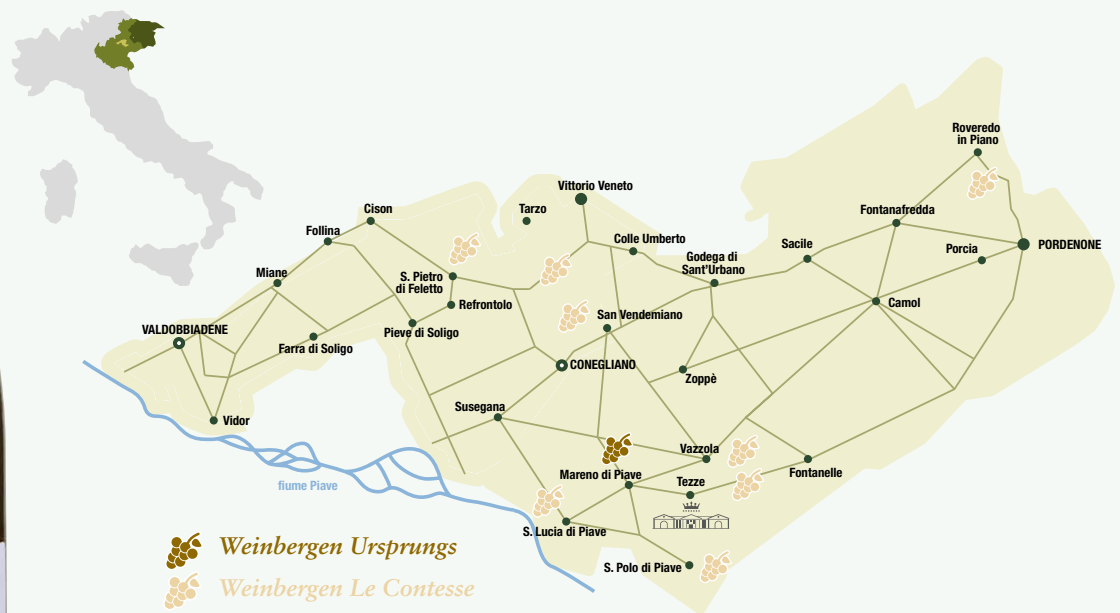 Roveredo
in Piano
Vittorio Veneto
Cison
Tarzo
Fontanafredda
Follina
Colle Umberto
Sacile
Porcia
PORDENONE
Godega di
Sant'Urbano
Miane
S. Pietro
di Feletto
Refrontolo
Camol
San Vendemiano
VALDOBBIADENE
Pieve di Soligo
Farra di Soligo
CONEGLIANO
Zoppè
Susegana
Vidor
Vazzola
Mareno di Piave
Fontanelle
Tezze
fiume Piave
S. Lucia di Piave
S. Polo di Piave
Weinbergen Ursprungs
Weinbergen Le Contesse